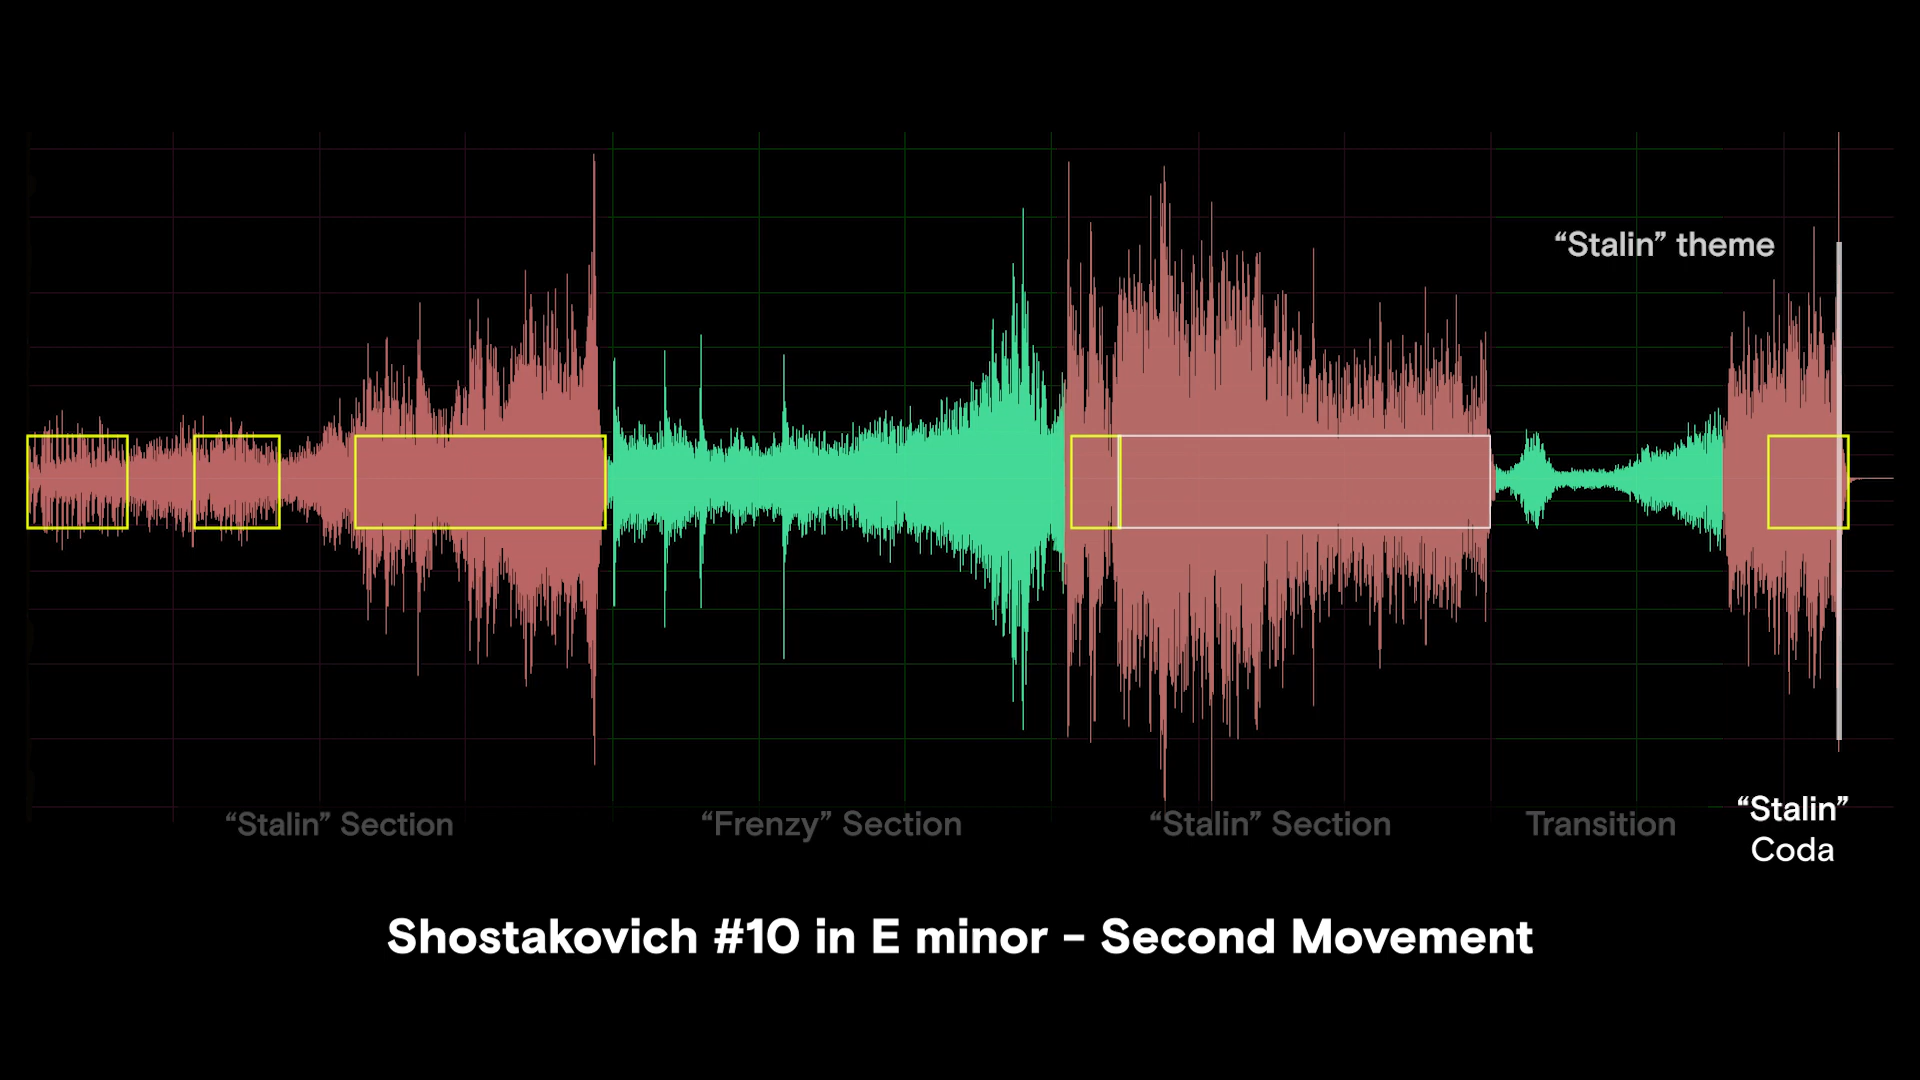 “Stalin” theme
“Stalin” Section
“Frenzy” Section
“Stalin” Section
Transition
“Stalin”
Coda
Shostakovich #10 in E minor – Second Movement